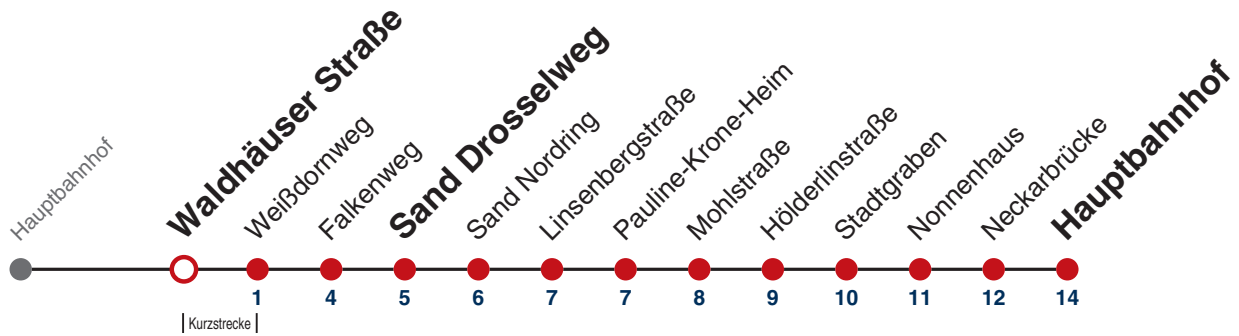 Hauptbahnhof
Waldhäuser Straße
Weißdornweg
Falkenweg
Sand Drosselweg
Sand Nordring
Linsenbergstraße
Pauline-Krone-Heim
Mohlstraße
Hölderlinstraße
Stadtgraben
Nonnenhaus
Neckarbrücke
Hauptbahnhof
1 4 5 6 7 7 8 9 10 11 12 14
Kurzstrecke